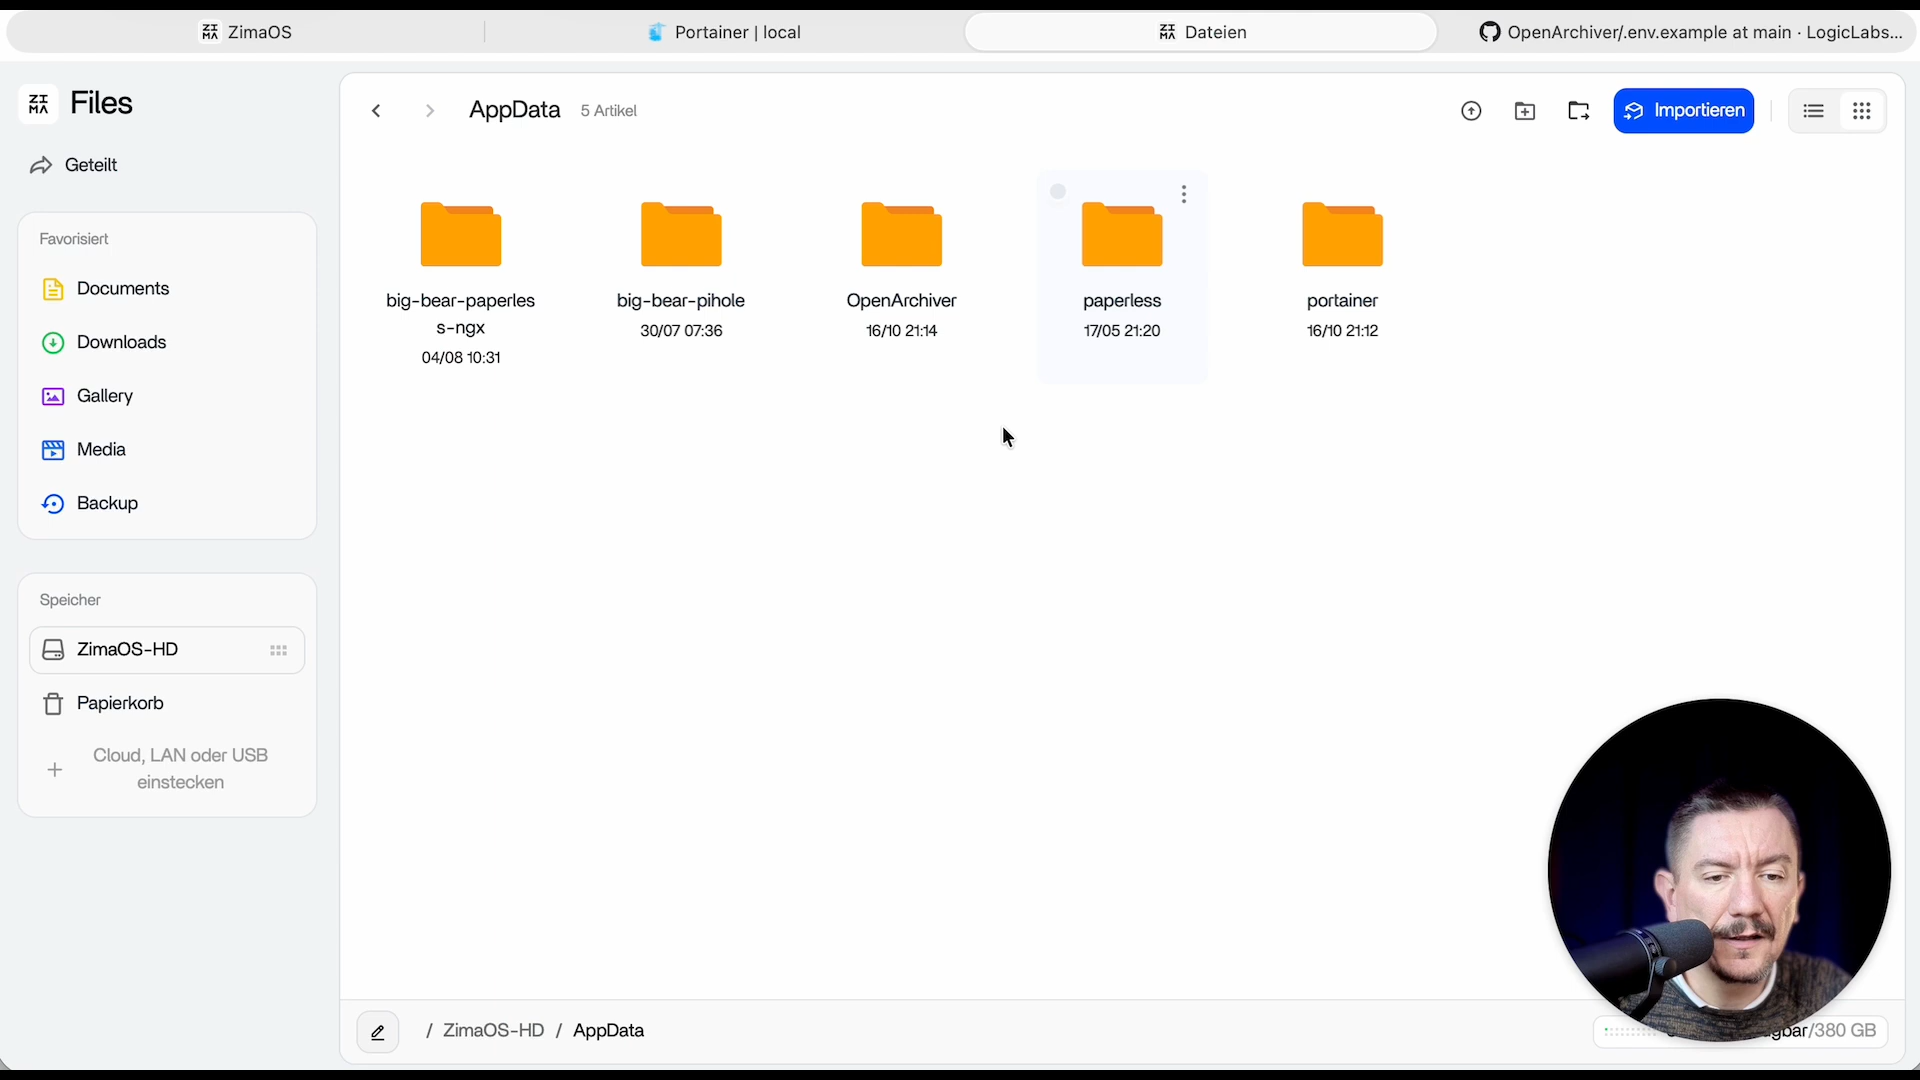 ZimaOS
Portainer | local
Dateien
OpenArchiver/.env.example at main · LogicLabs...
Files
Geteilt
Favorisiert
Documents
Downloads
Gallery
Media
Backup
Speicher
ZimaOS-HD
Papierkorb
Cloud, LAN oder USB
einstecken
AppData 5 Artikel
Importieren
big-bear-paperles
s-ngx
04/08 10:31
big-bear-pihole
30/07 07:36
OpenArchiver
16/10 21:14
paperless
17/05 21:20
portainer
16/10 21:12
/ ZimaOS-HD / AppData
/380 GB